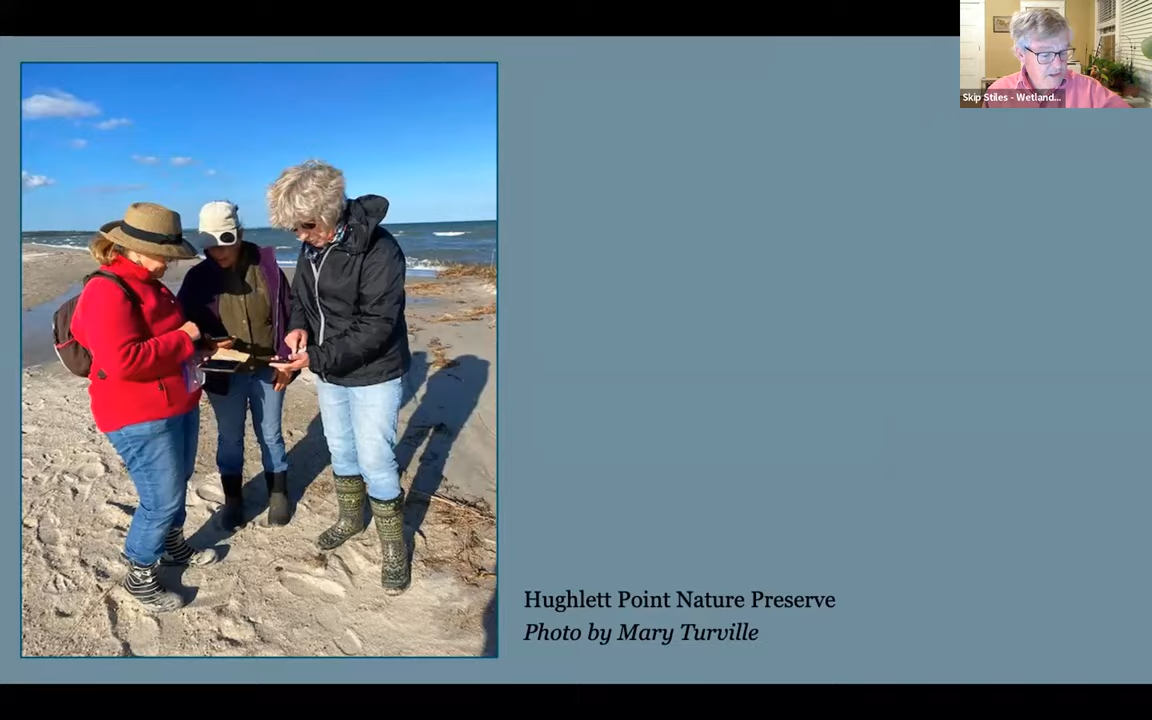 Skip Stiles - Wetland...
Hughlett Point Nature Preserve
Photo by Mary Turville